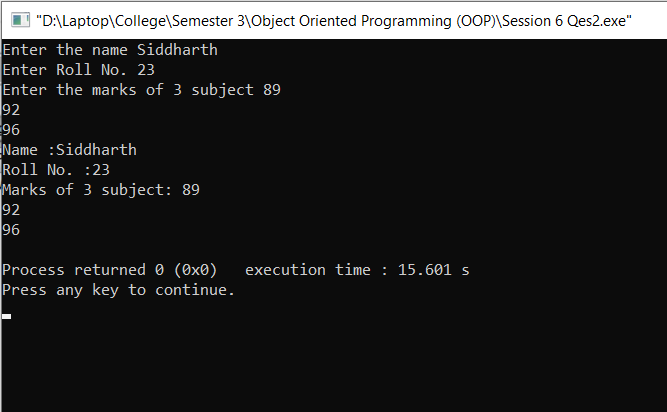 "D:\Laptop\College\Semester 3\Object Oriented Programming (OOP)\Session 6 Qes2.exe"
Enter the name Siddharth
Enter Roll No. 23
Enter the marks of 3 subject 89
92
96
Name :Siddharth
Roll No. :23
Marks of 3 subject: 89
92
96
Process returned 0 (0x0)   execution time : 15.601 s
Press any key to continue.